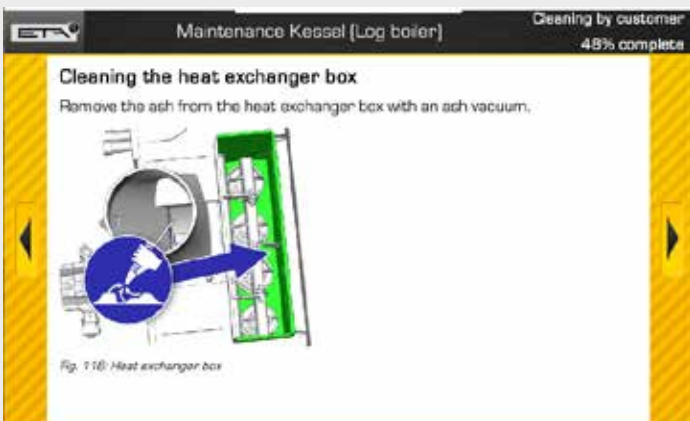 ETA
Maintenance Kessel (Log boiler)
Cleaning by customer
48% complete
Cleaning the heat exchanger box
Remove the ash from the heat exchanger box with an ash vacuum.
Fig. 116: Heat exchanger box